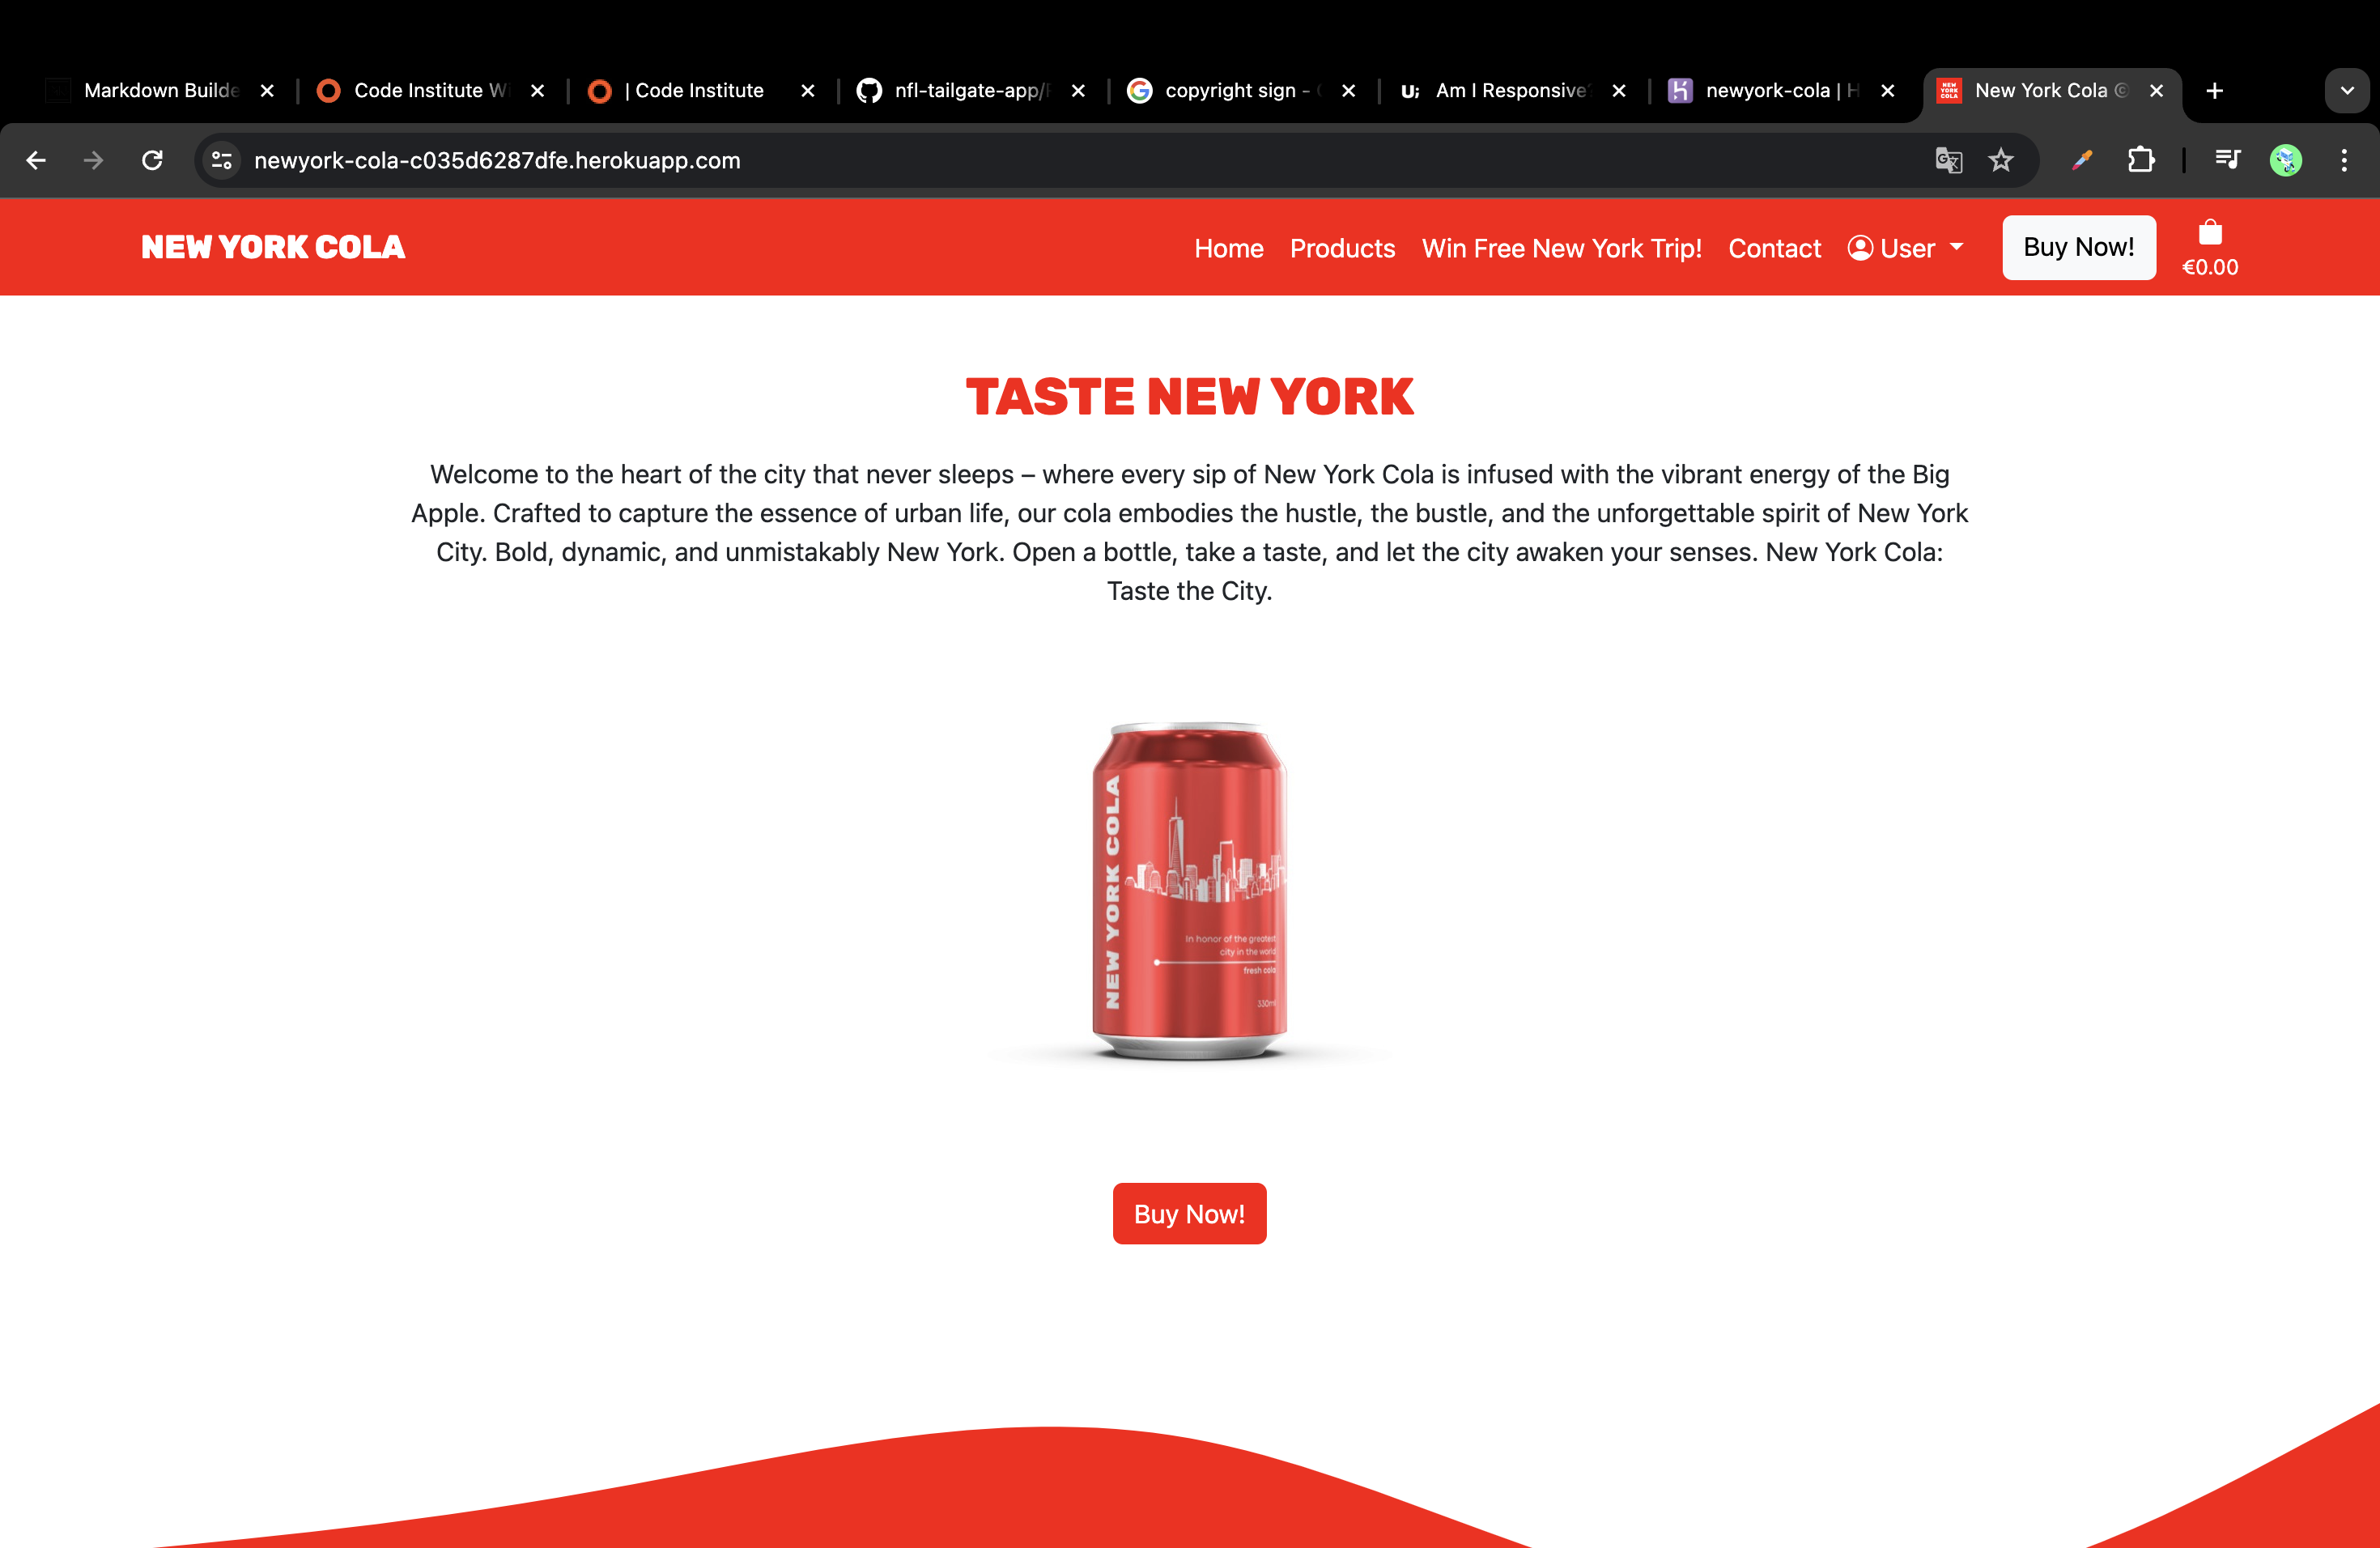 Markdown Builde
Code Institute W
| Code Institute
nfl-tailgate-app/
copyright sign -
U; Am I Responsive?
newyork-cola | H
New York Cola ©
newyork-cola-c035d6287dfe.herokuapp.com
NEW YORK COLA
Home
Products
Win Free New York Trip!
Contact
User
Buy Now!
€0.00
TASTE NEW YORK
Welcome to the heart of the city that never sleeps – where every sip of New York Cola is infused with the vibrant energy of the Big
Apple. Crafted to capture the essence of urban life, our cola embodies the hustle, the bustle, and the unforgettable spirit of New York
City. Bold, dynamic, and unmistakably New York. Open a bottle, take a taste, and let the city awaken your senses. New York Cola:
Taste the City.
NEW YORK COLA
In honor of the greatest
city in the world
fresh cola
330m
Buy Now!